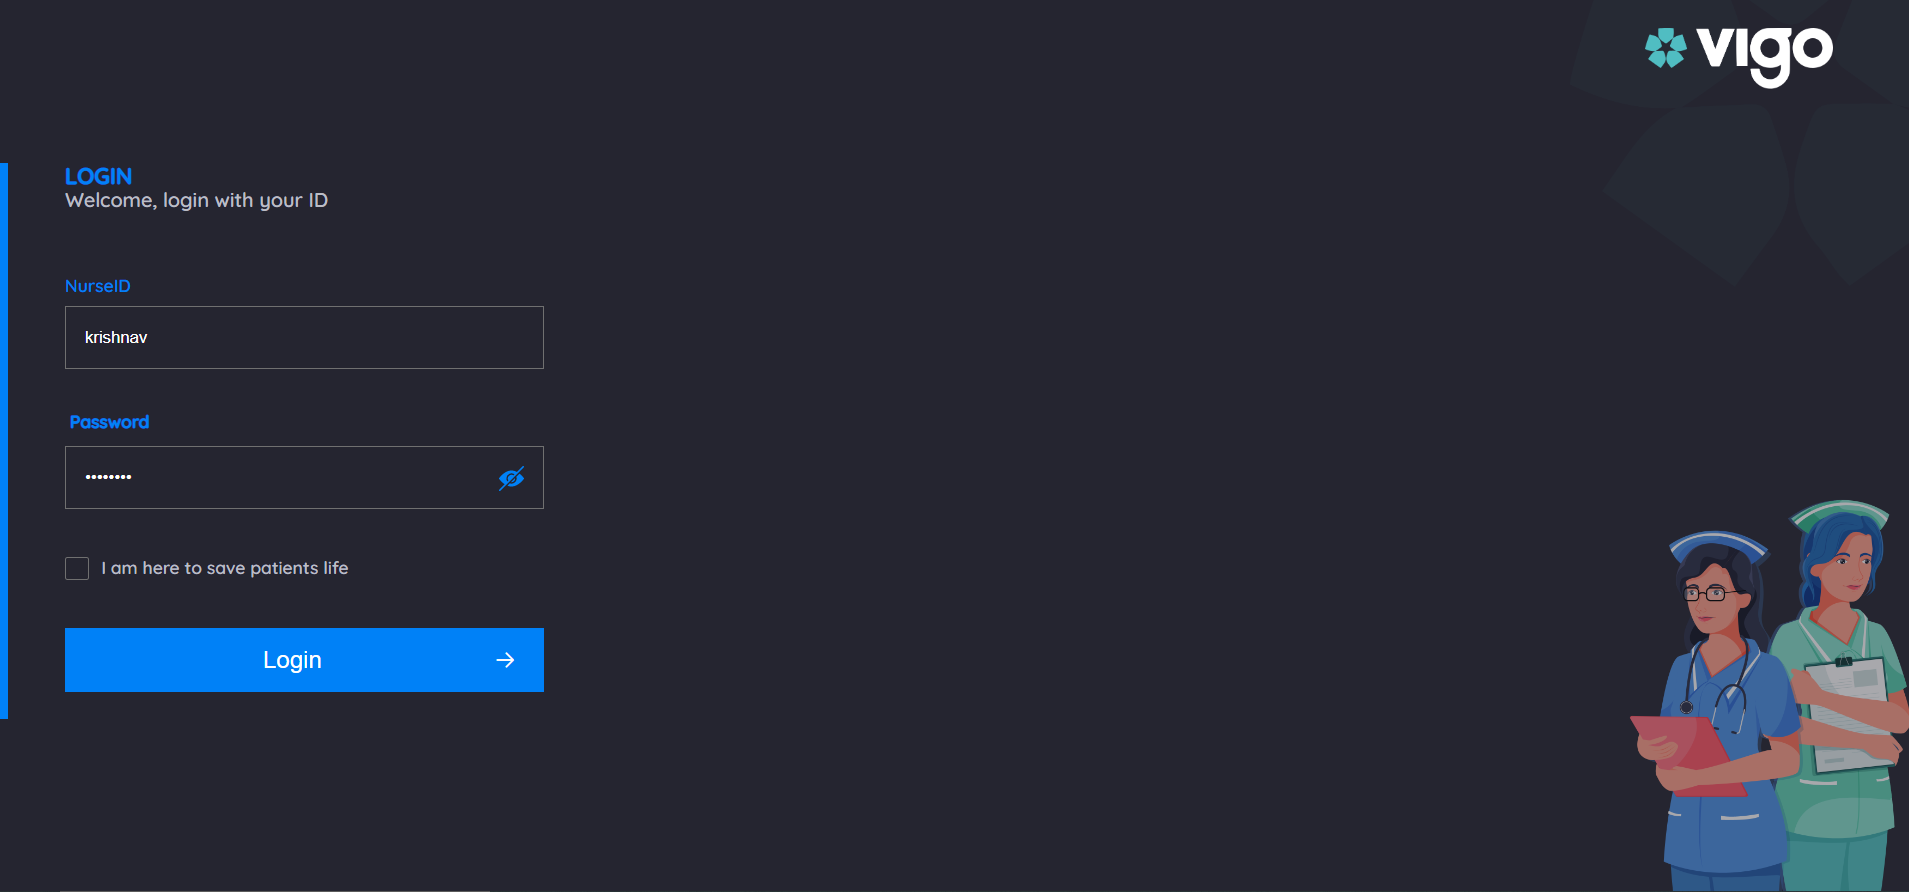 vigo
LOGIN
Welcome, login with your ID
NurseID
krishnav
Password
••••••••
I am here to save patients life
Login